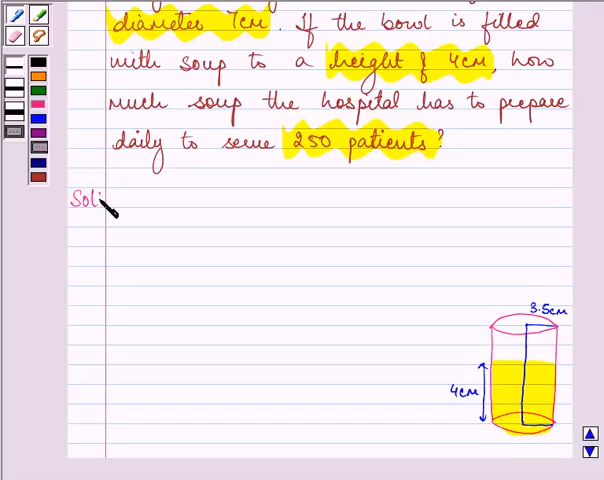 diameter 7cm. If the bowl is filled
with soup to a height of 4cm, how
much soup the hospital has to prepare
daily to serve 250 patients?
Sol:
3.5cm
4cm